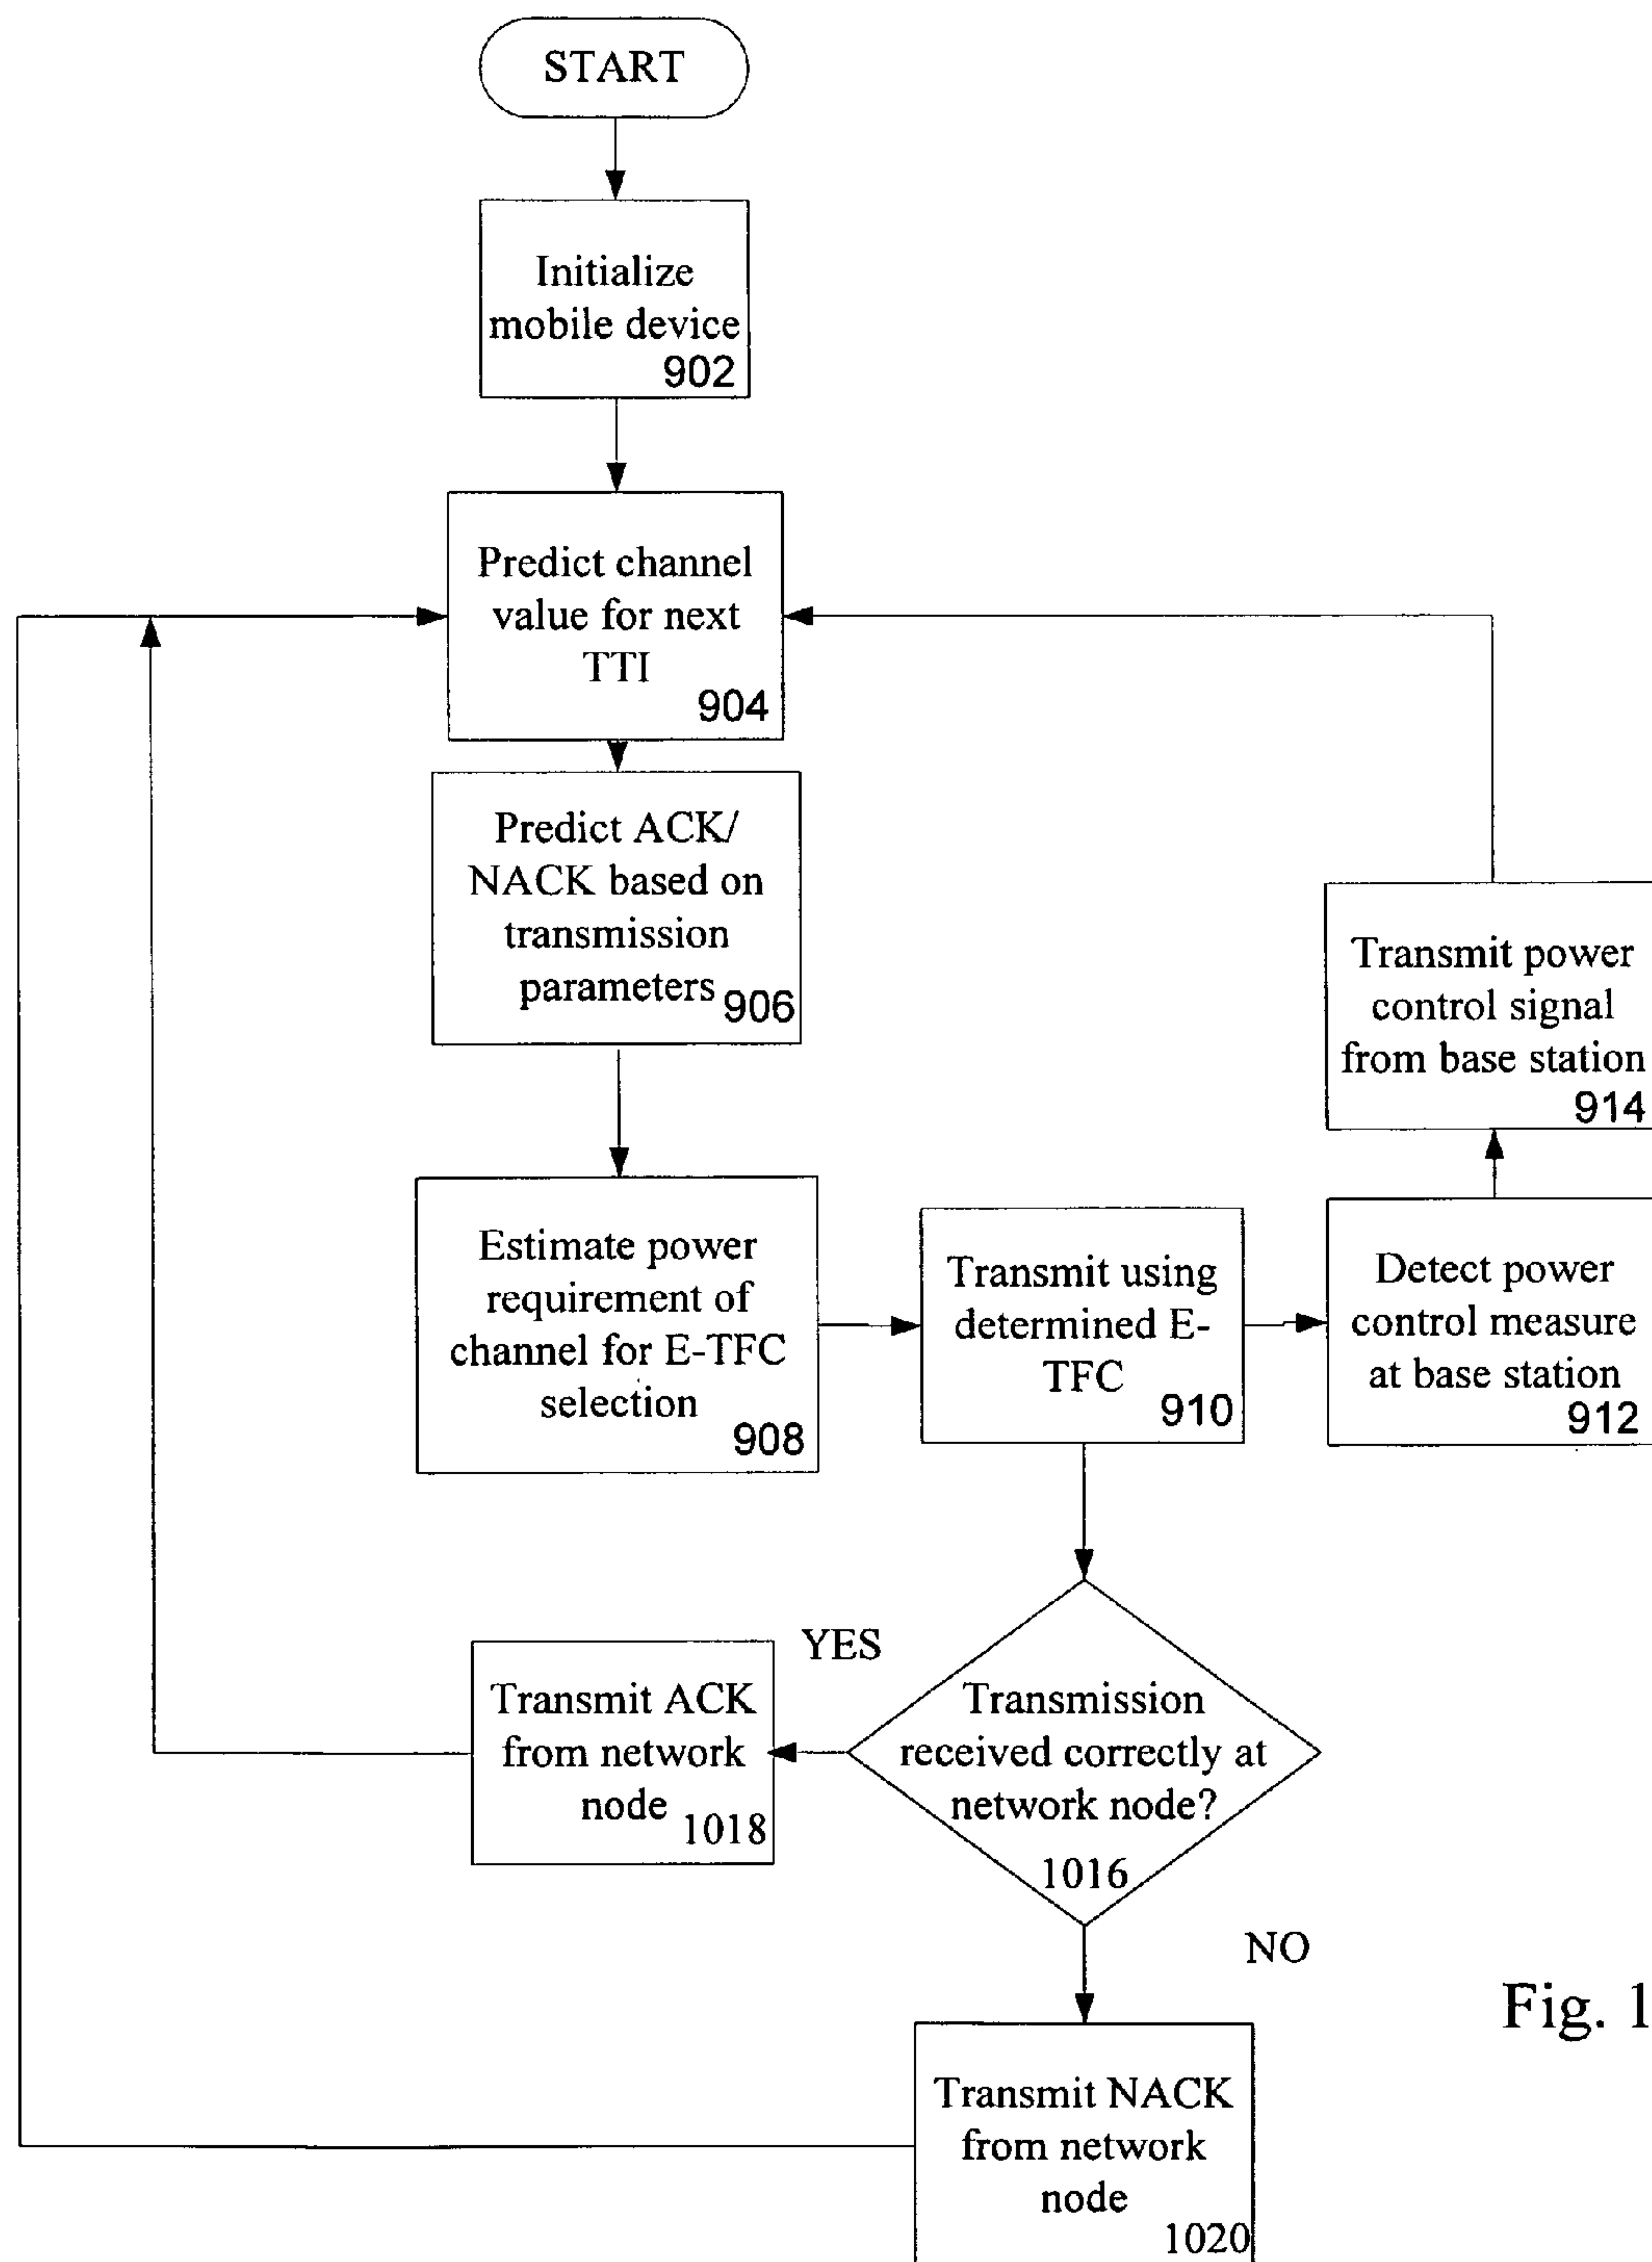 START
Initialize
mobile device
902
Predict channel
value for next
TTI
904
Predict ACK/
NACK based on
transmission
parameters
906
Estimate power
requirement of
channel for E-TFC
selection
908
Transmit using
determined E-
TFC
910
Detect power
control measure
at base station
912
Transmit power
control signal
from base station
914
Transmission
received correctly at
network node?
1016
YES
Transmit ACK
from network
node
1018
NO
Transmit NACK
from network
node
1020
Fig. 1